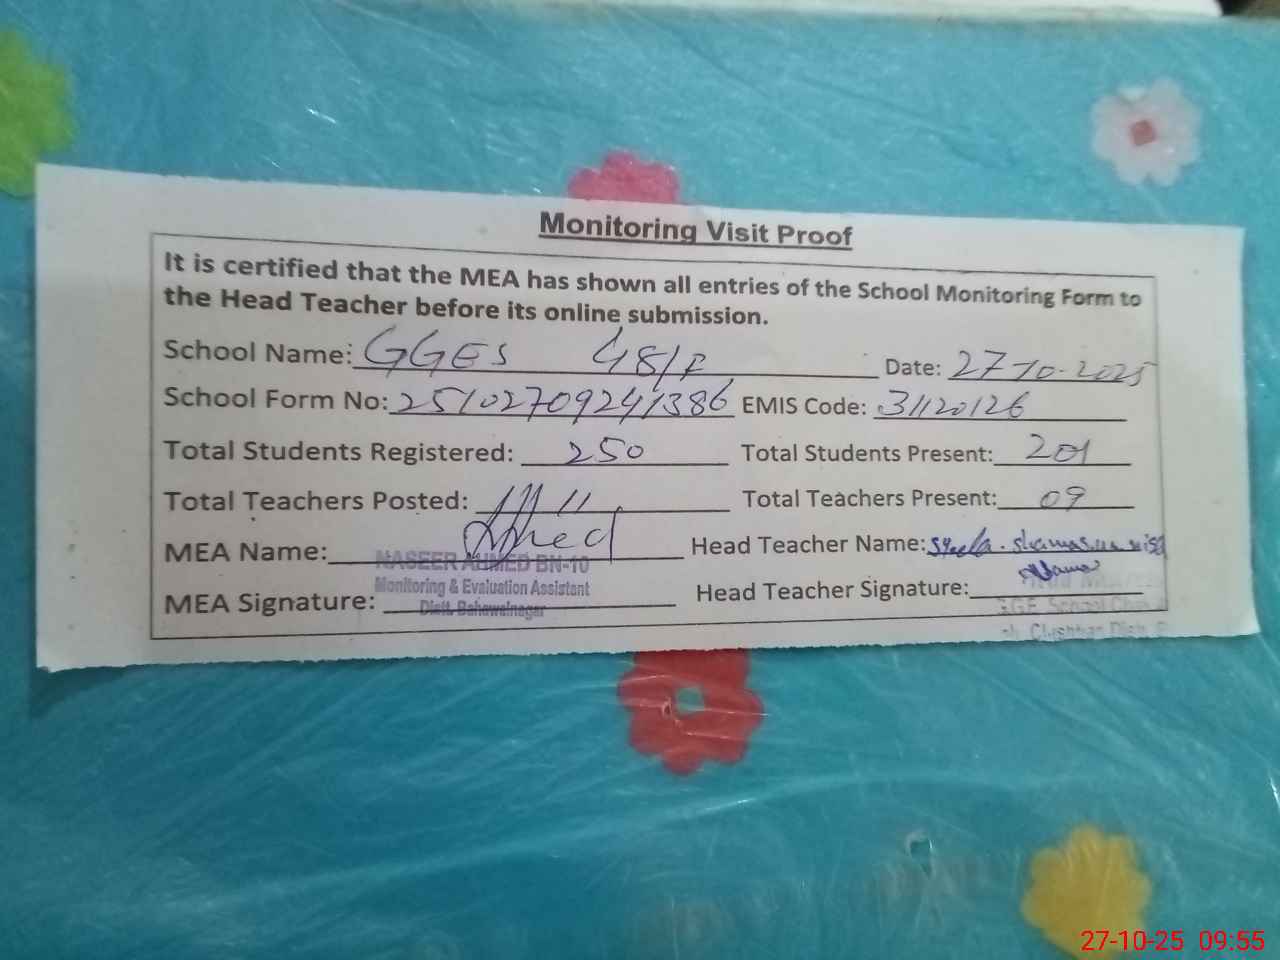 Monitoring Visit Proof
It is certified that the MEA has shown all entries of the School Monitoring Form to
the Head Teacher before its online submission.
School Name: GGES 48/F Date: 27-10-2025
School Form No: 251027092441386 EMIS Code: 31120126
Total Students Registered: 250 Total Students Present: 201
Total Teachers Posted: 11 Total Teachers Present: 09
MEA Name: NASEER AHMED BN-10 Head Teacher Name:
Monitoring & Evaluation Assistant
MEA Signature: Distt. Bahawalnagar Head Teacher Signature:
27-10-25 09:55